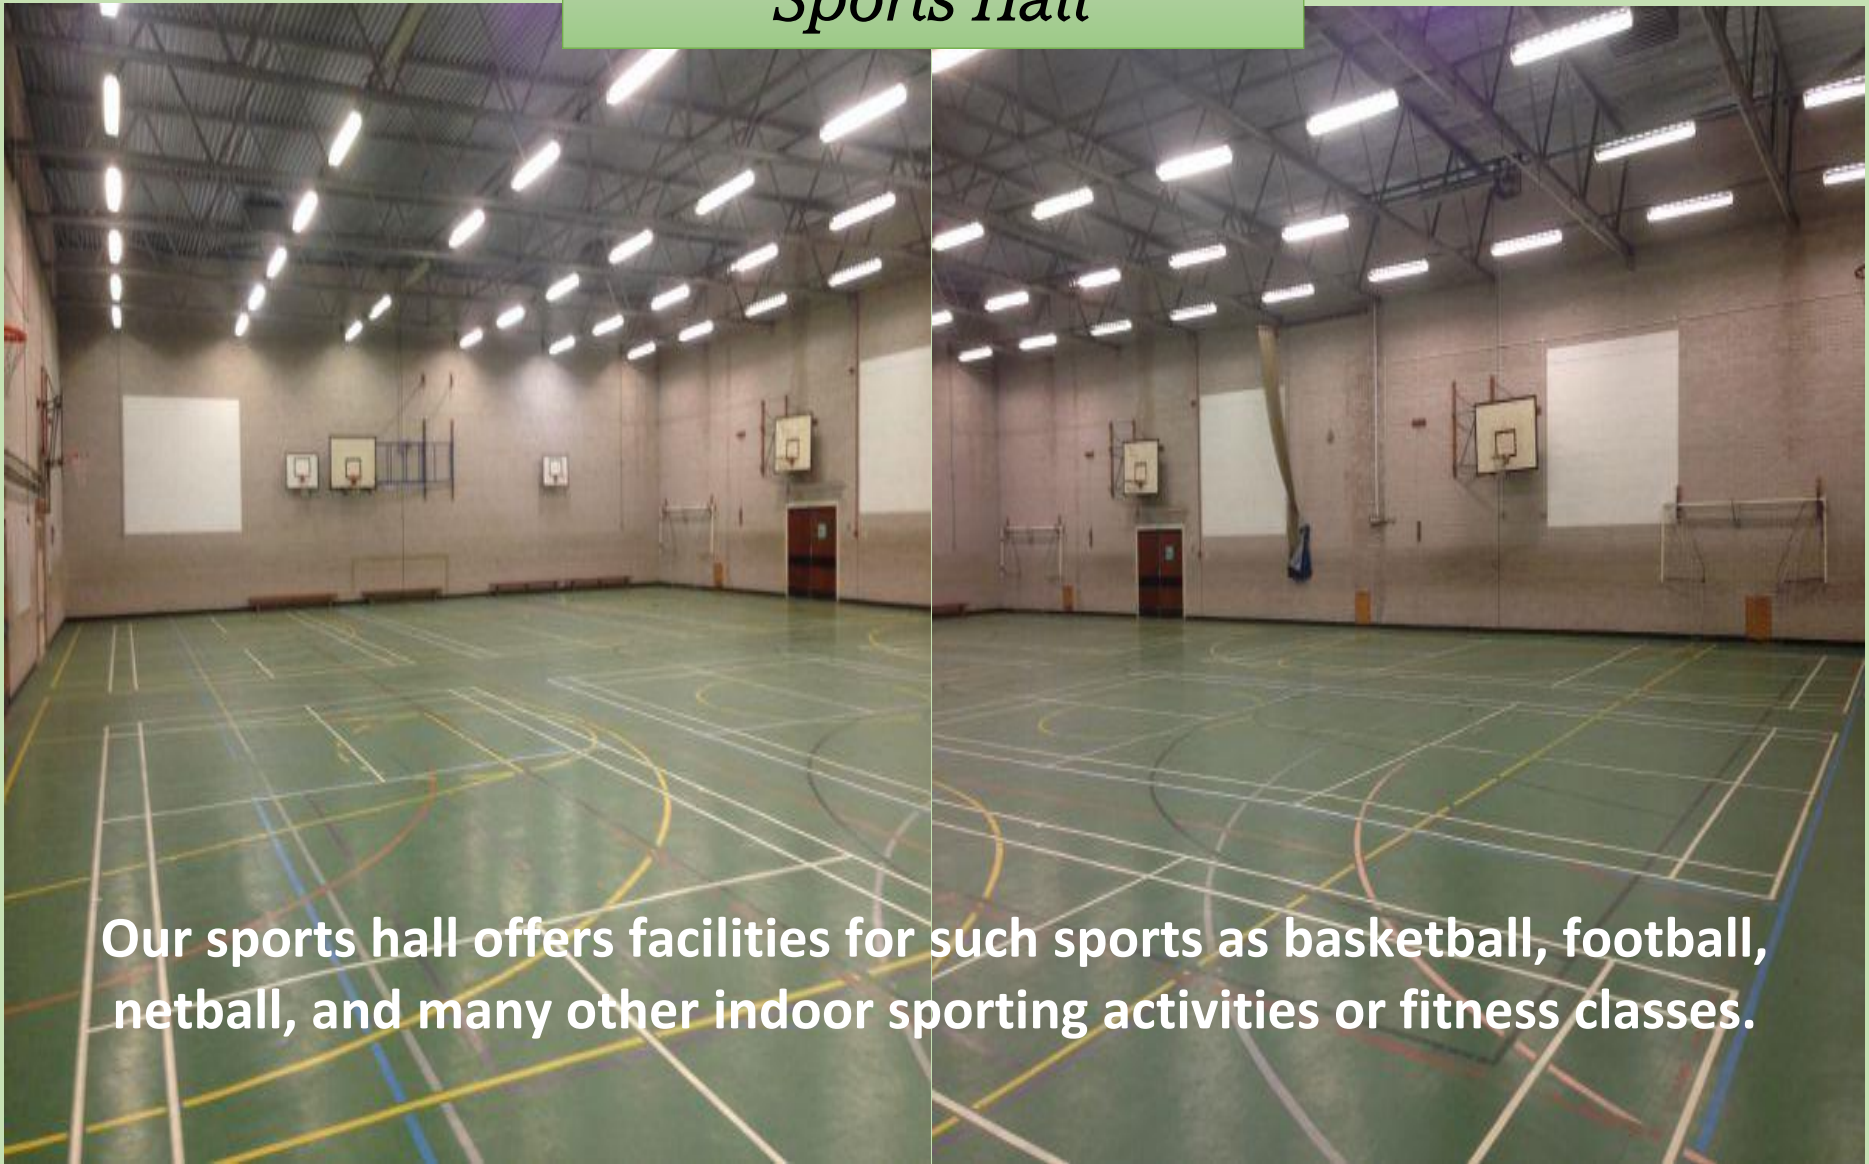 Sports Hall
Our sports hall offers facilities for such sports as basketball, football,
netball, and many other indoor sporting activities or fitness classes.